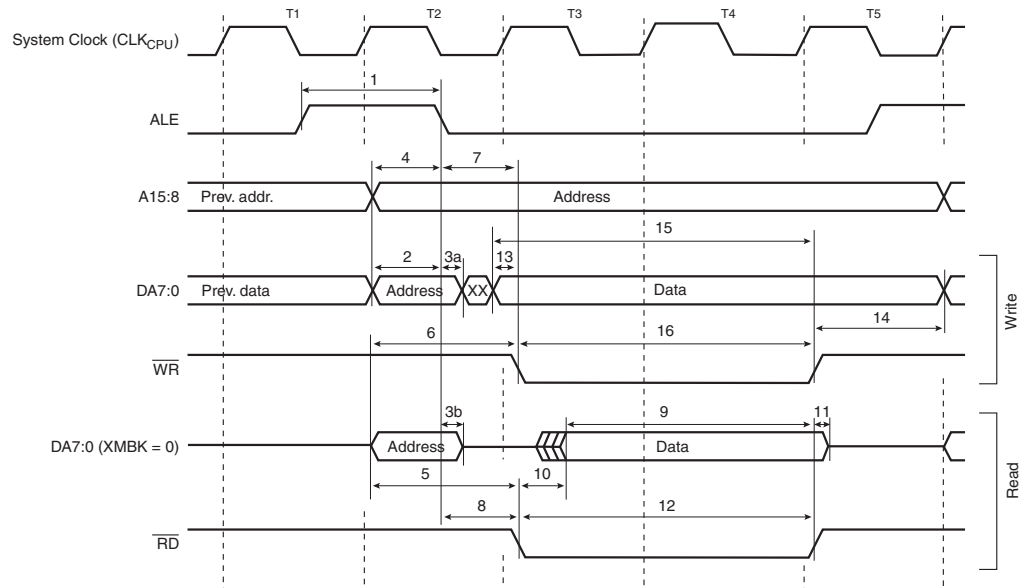 T1 T2 T3 T4 T5
System Clock (CLKCPU)
1
ALE
4 7
A15:8 Prev. addr. Address
15
2 3a 13
DA7:0 Prev. data Address XX Data
14
6 16
WR
Write
3b 9 11
DA7:0 (XMBK = 0) Address Data
5 10
8 12
RD
Read